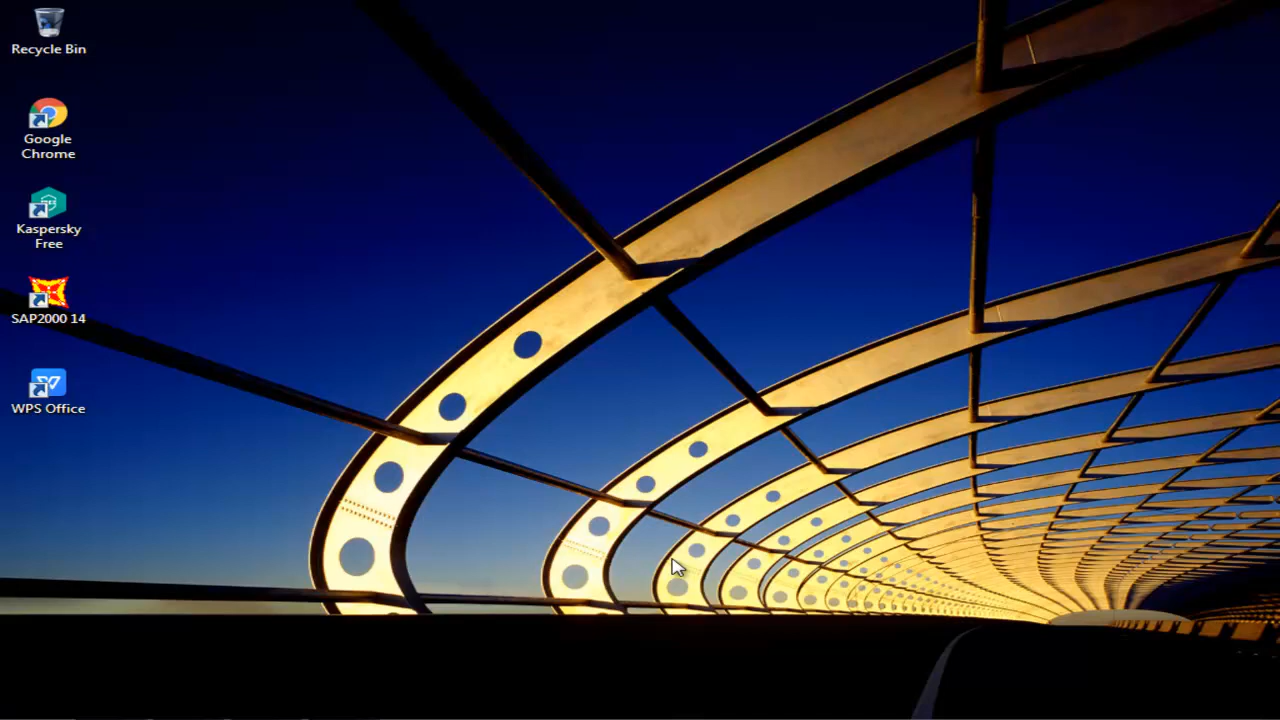 Recycle Bin
Google
Chrome
Kaspersky
Free
SAP2000 14
WPS Office